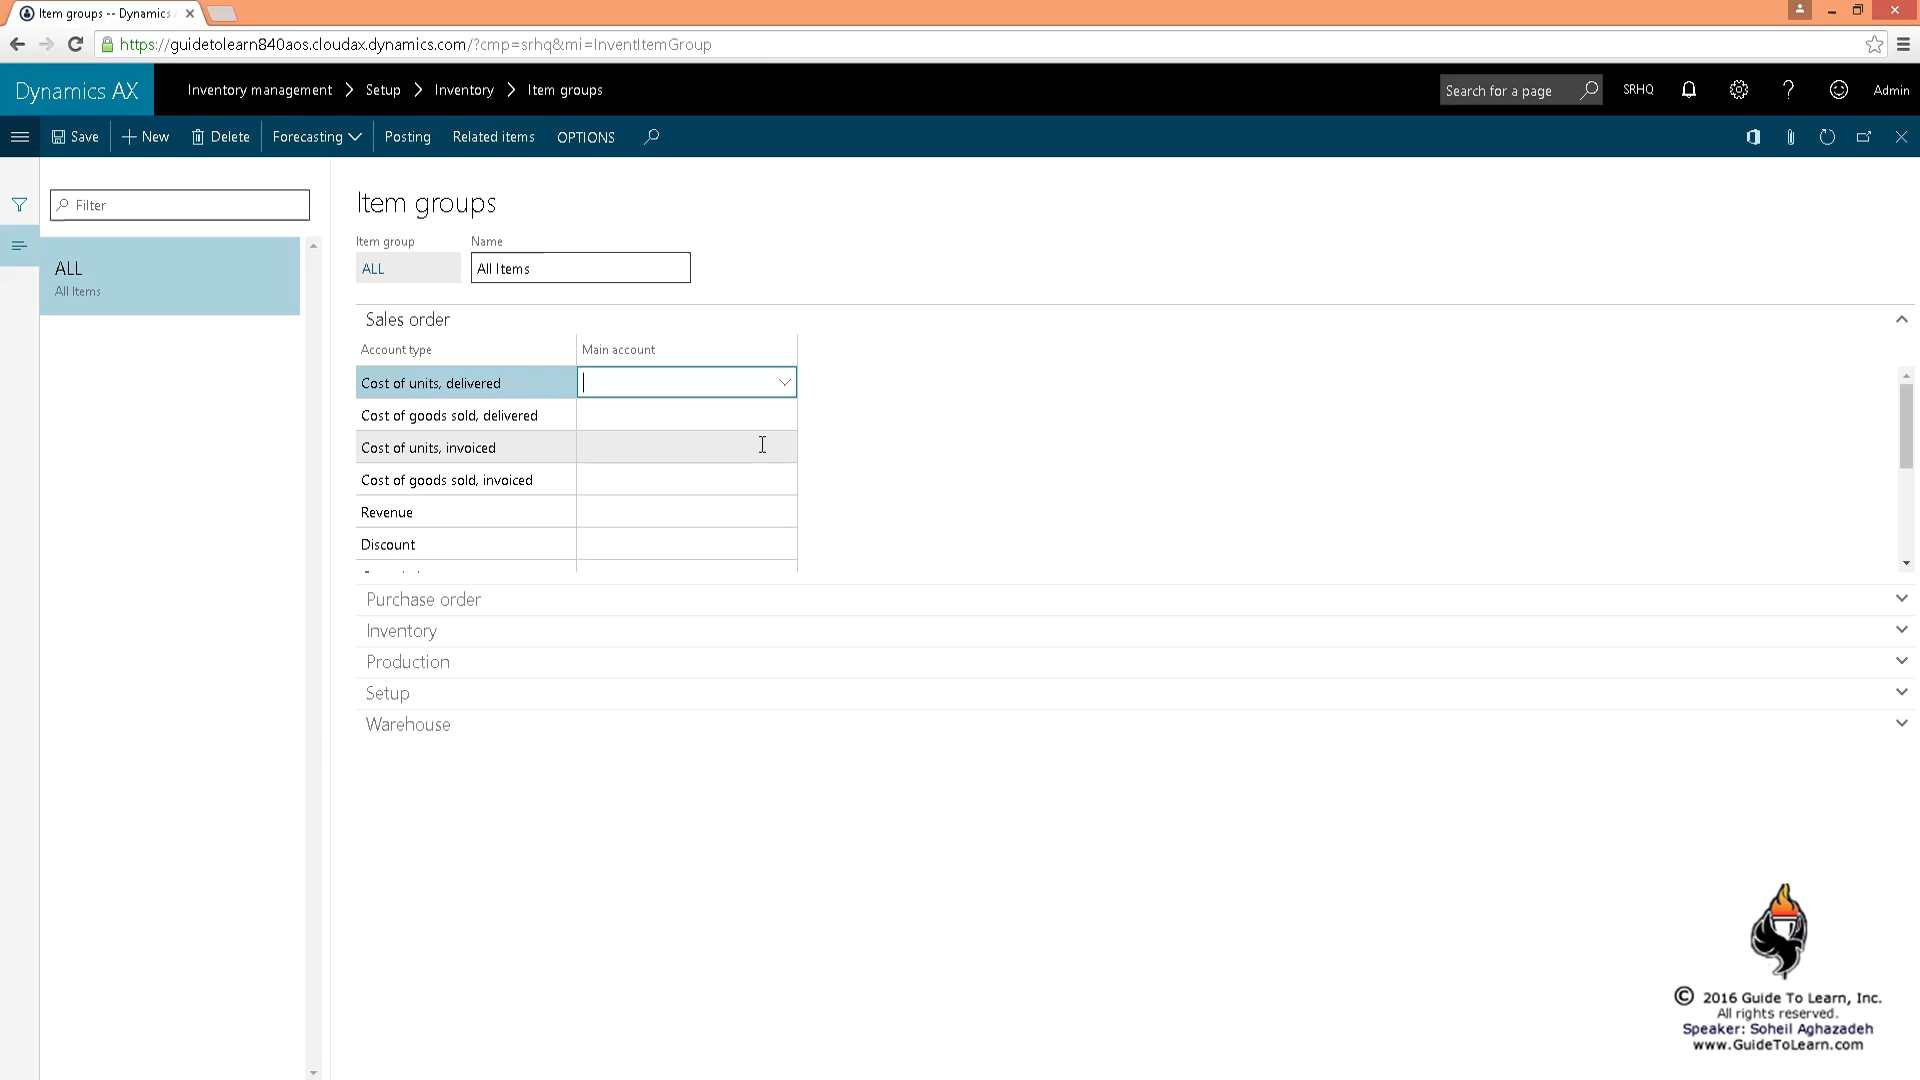 Item groups -- Dynamics
https://guidetolearn840aos.cloudax.dynamics.com/?cmp=srhq&mi=InventItemGroup
Dynamics AX
Inventory management > Setup > Inventory > Item groups
Search for a page
SRHQ
?
Admin
Save
New
Delete
Forecasting
Posting
Related items
OPTIONS
Filter
ALL
All Items
Item groups
Item group
Name
ALL
All Items
Sales order
Account type
Main account
Cost of units, delivered
Cost of goods sold, delivered
Cost of units, invoiced
Cost of goods sold, invoiced
Revenue
Discount
Purchase order
Inventory
Production
Setup
Warehouse
© 2016 Guide To Learn, Inc.
All rights reserved.
Speaker: Soheil Aghazadeh
www.GuideToLearn.com